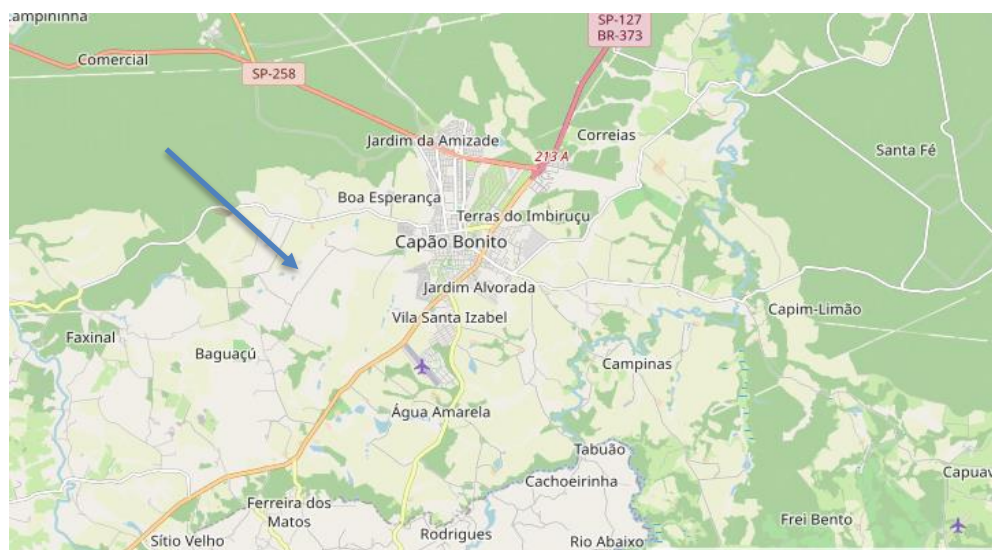 ampininha
SP-127
BR-373
Comercial
SP-258
Jardim da Amizade
213 A
Correias
Santa Fé
Boa Esperança
Terras do Imbiruçu
Capão Bonito
Jardim Alvorada
Capim-Limão
Vila Santa Izabel
Faxinal
Baguaçú
Campinas
Água Amarela
Tabuão
Cachoeirinha
Capuav
Ferreira dos
Matos
Frei Bento
Sítio Velho
Rodrigues
Rio Abaixo